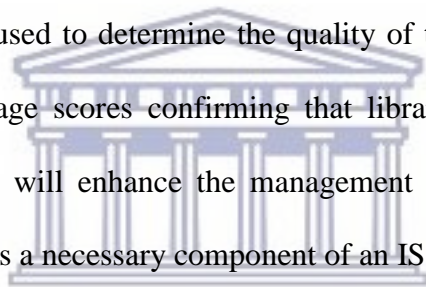 used to determine the quality of
age scores confirming that libra
will enhance the management
s a necessary component of an IS